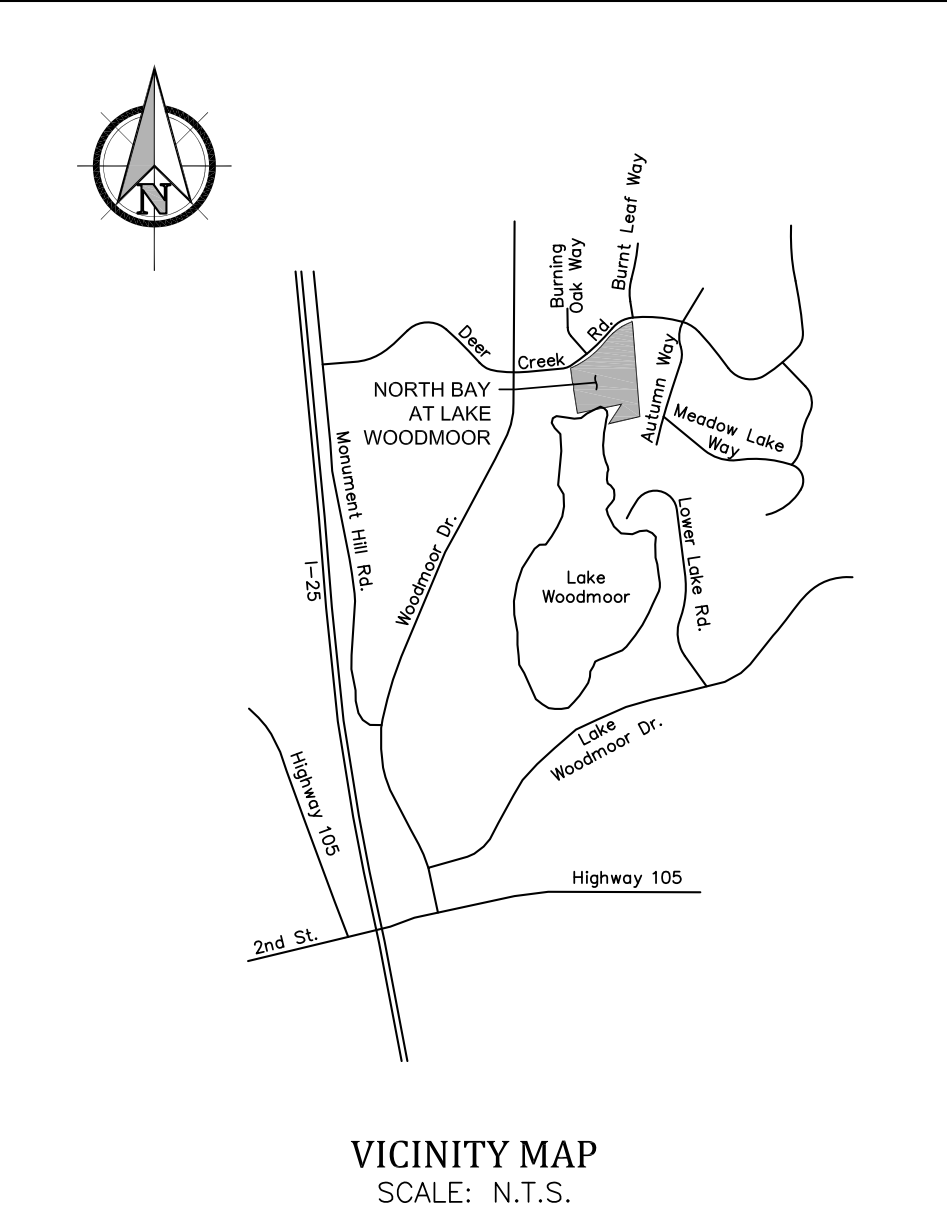 N
Burnt Leaf Way
Burning
Oak Way
Deer
Creek
Rd.
NORTH BAY
AT LAKE
WOODMOOR
Autumn Way
Meadow Lake
Way
Monument Hill Rd.
Woodmoor Dr.
I-25
Lower Lake Rd.
Lake
Woodmoor
Lake
Woodmoor Dr.
Highway 105
Highway 105
2nd St.
VICINITY MAP
SCALE: N.T.S.